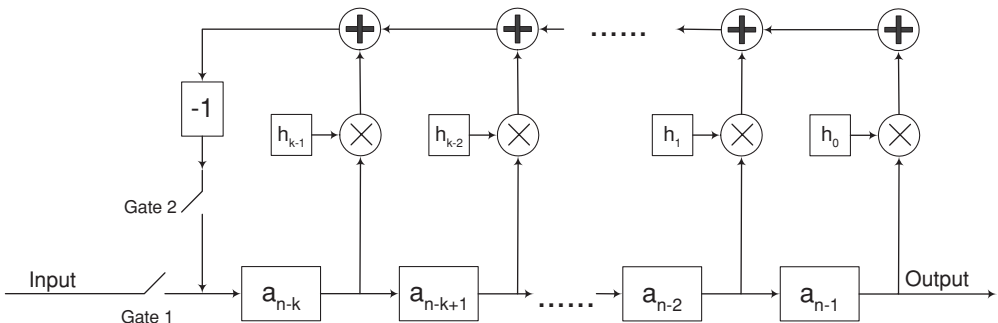 ......
-1
h_{k-1}
h_{k-2}
h_1
h_0
Gate 2
Input
a_{n-k}
a_{n-k+1}
......
a_{n-2}
a_{n-1}
Output
Gate 1